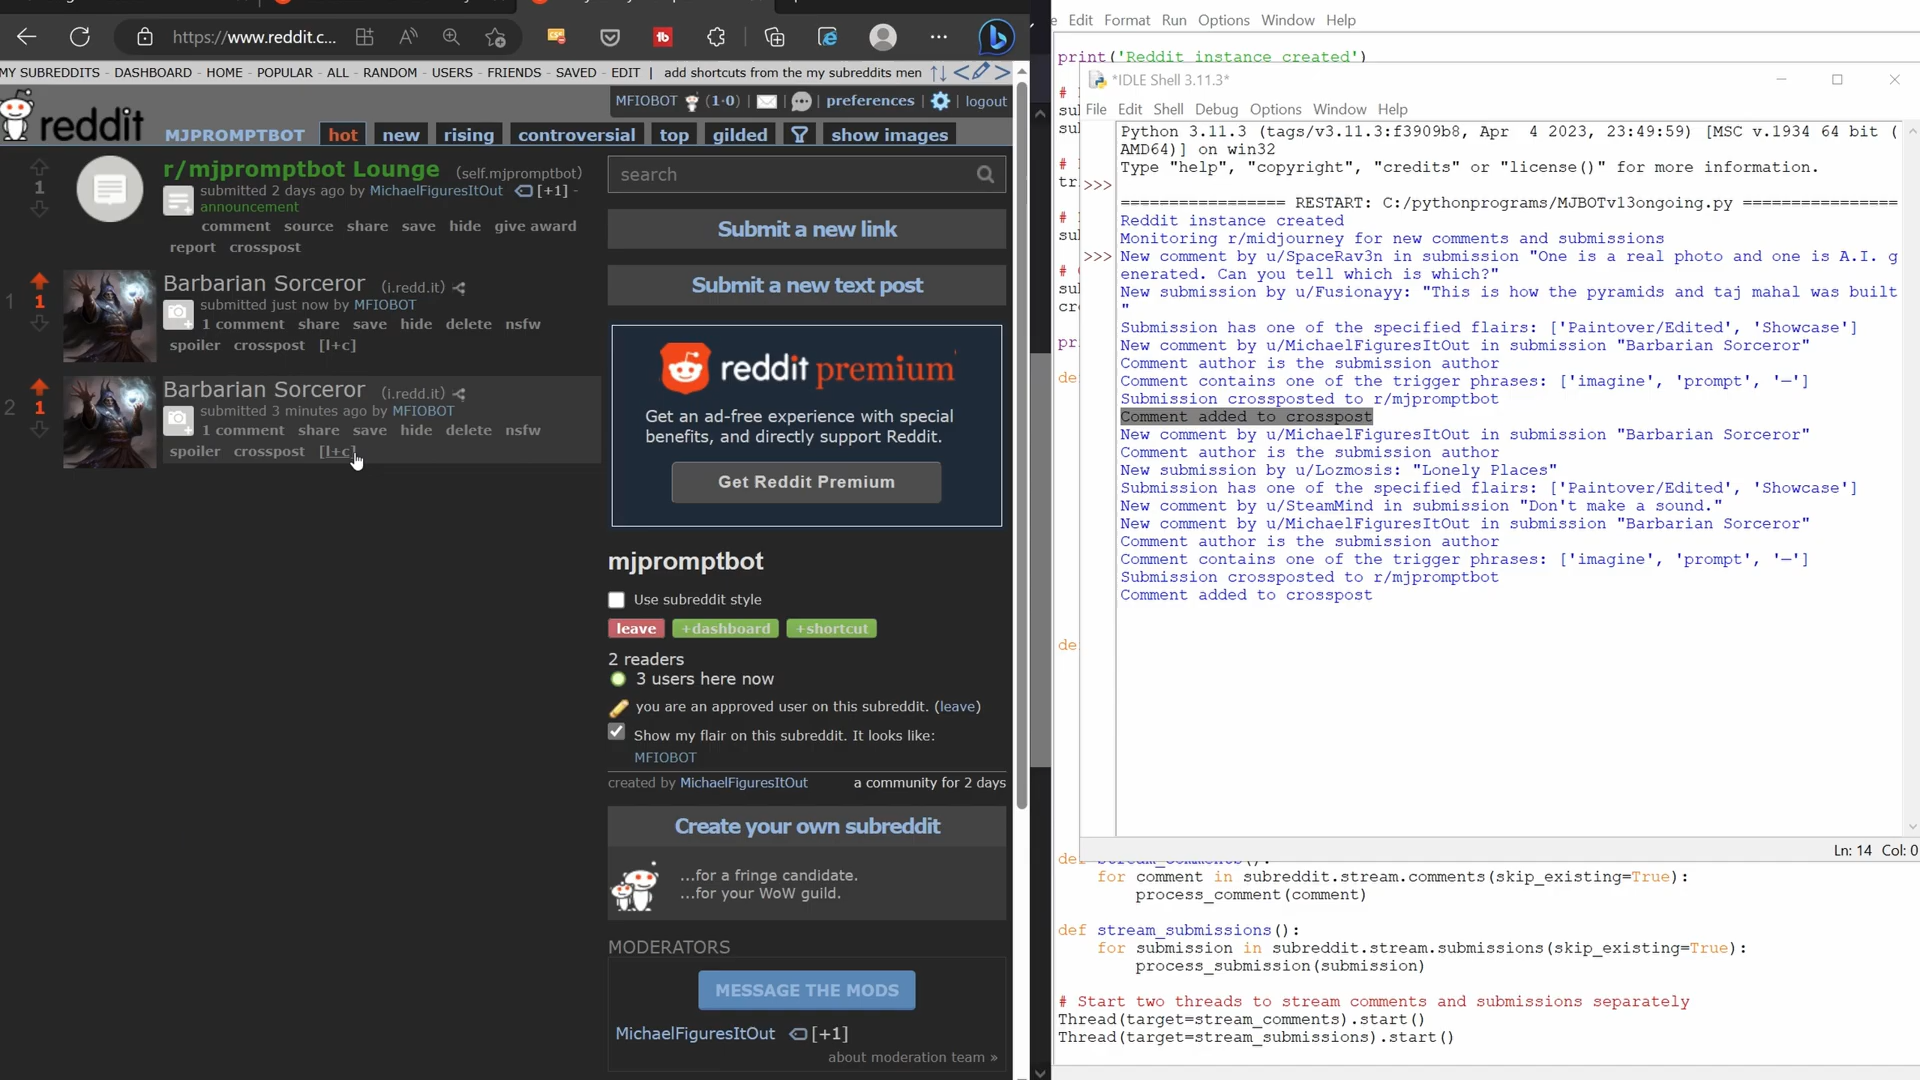 https://www.reddit.c...
MY SUBREDDITS - DASHBOARD - HOME - POPULAR - ALL - RANDOM - USERS - FRIENDS - SAVED - EDIT | add shortcuts from the my subreddits men
MFIOBOT (1·0) | | | preferences | | logout
reddit MJPROMPTBOT hot new rising controversial top gilded show images
1
r/mjpromptbot Lounge (self.mjpromptbot)
submitted 2 days ago by MichaelFiguresItOut [+1] -
announcement
comment source share save hide give award
report crosspost
1
1
Barbarian Sorceror (i.redd.it)
submitted just now by MFIOBOT
1 comment share save hide delete nsfw
spoiler crosspost [l+c]
2
1
Barbarian Sorceror (i.redd.it)
submitted 3 minutes ago by MFIOBOT
1 comment share save hide delete nsfw
spoiler crosspost [l+c]
search
Submit a new link
Submit a new text post
reddit premium
Get an ad-free experience with special
benefits, and directly support Reddit.
Get Reddit Premium
mjpromptbot
Use subreddit style
leave +dashboard +shortcut
2 readers
3 users here now
you are an approved user on this subreddit. (leave)
Show my flair on this subreddit. It looks like:
MFIOBOT
created by MichaelFiguresItOut a community for 2 days
Create your own subreddit
...for a fringe candidate.
...for your WoW guild.
MODERATORS
MESSAGE THE MODS
MichaelFiguresItOut [+1]
about moderation team »
Edit Format Run Options Window Help
print('Reddit instance created')
*IDLE Shell 3.11.3*
File Edit Shell Debug Options Window Help
Python 3.11.3 (tags/v3.11.3:f3909b8, Apr 4 2023, 23:49:59) [MSC v.1934 64 bit (
AMD64)] on win32
Type "help", "copyright", "credits" or "license()" for more information.
>>>
================ RESTART: C:/pythonprograms/MJBOTv13ongoing.py ================
Reddit instance created
Monitoring r/midjourney for new comments and submissions
>>> New comment by u/SpaceRav3n in submission "One is a real photo and one is A.I. g
enerated. Can you tell which is which?"
New submission by u/Fusionayy: "This is how the pyramids and taj mahal was built
"
Submission has one of the specified flairs: ['Paintover/Edited', 'Showcase']
New comment by u/MichaelFiguresItOut in submission "Barbarian Sorceror"
Comment author is the submission author
Comment contains one of the trigger phrases: ['imagine', 'prompt', '—']
Submission crossposted to r/mjpromptbot
Comment added to crosspost
New comment by u/MichaelFiguresItOut in submission "Barbarian Sorceror"
Comment author is the submission author
New submission by u/Lozmosis: "Lonely Places"
Submission has one of the specified flairs: ['Paintover/Edited', 'Showcase']
New comment by u/SteamMind in submission "Don't make a sound."
New comment by u/MichaelFiguresItOut in submission "Barbarian Sorceror"
Comment author is the submission author
Comment contains one of the trigger phrases: ['imagine', 'prompt', '—']
Submission crossposted to r/mjpromptbot
Comment added to crosspost
Ln: 14 Col: 0
for comment in subreddit.stream.comments(skip_existing=True):
process_comment(comment)
def stream_submissions():
for submission in subreddit.stream.submissions(skip_existing=True):
process_submission(submission)
# Start two threads to stream comments and submissions separately
Thread(target=stream_comments).start()
Thread(target=stream_submissions).start()